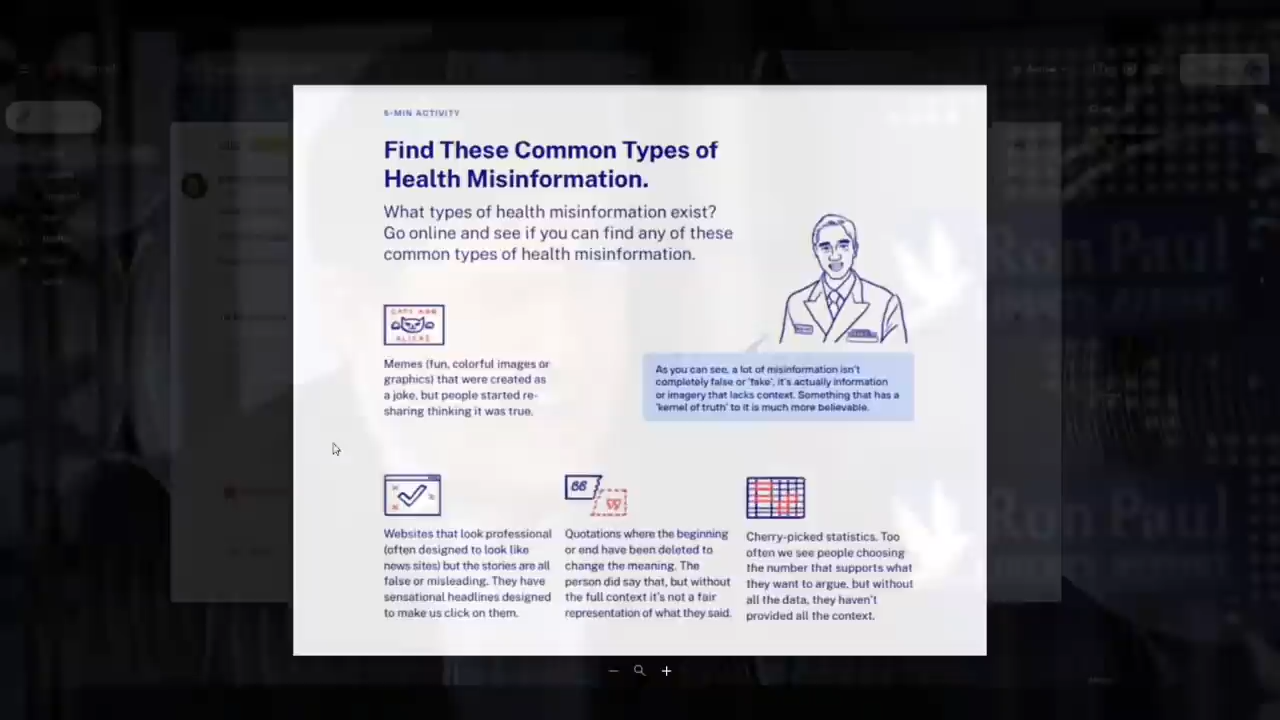 5-MIN ACTIVITY
Find These Common Types of
Health Misinformation.
What types of health misinformation exist?
Go online and see if you can find any of these
common types of health misinformation.
CATS ARE
ALIENS
Memes (fun, colorful images or
graphics) that were created as
a joke, but people started re-
sharing thinking it was true.
As you can see, a lot of misinformation isn't
completely false or 'fake', it's actually information
or imagery that lacks context. Something that has a
'kernel of truth' to it is much more believable.
Websites that look professional
(often designed to look like
news sites) but the stories are all
false or misleading. They have
sensational headlines designed
to make us click on them.
Quotations where the beginning
or end have been deleted to
change the meaning. The
person did say that, but without
the full context it's not a fair
representation of what they said.
Cherry-picked statistics. Too
often we see people choosing
the number that supports what
they want to argue, but without
all the data, they haven't
provided all the context.
Ron Paul
Ron Paul